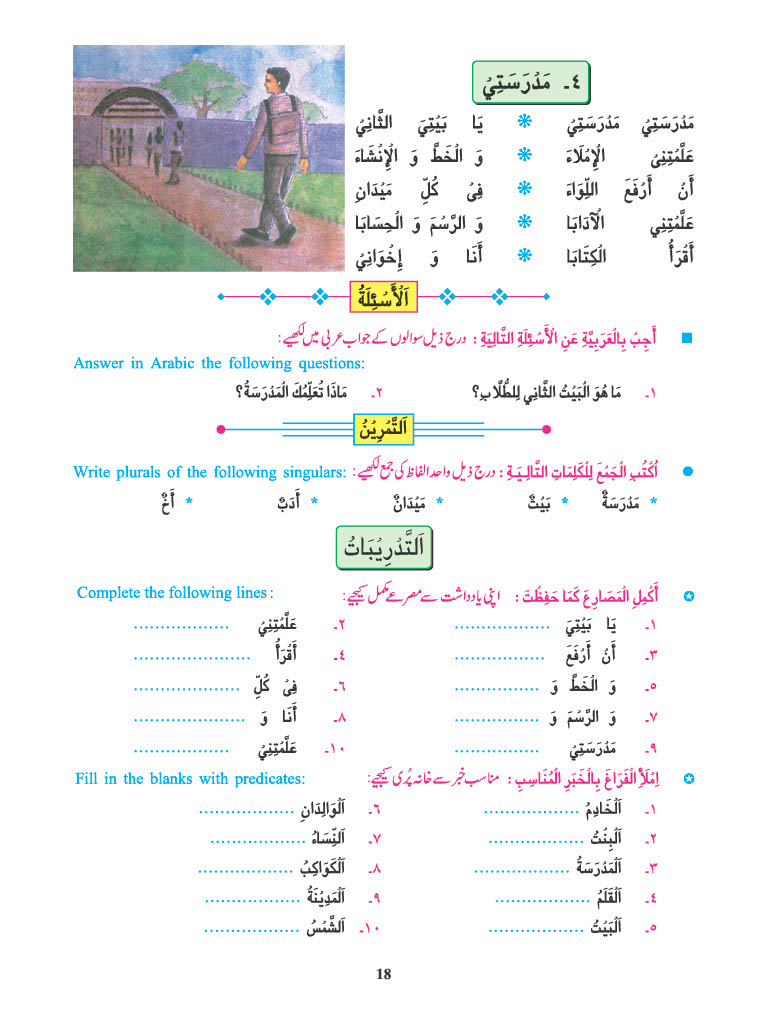 ٤۔ مَدْرَسَتِيْ
مَدْرَسَتِيْ مَدْرَسَتِيْ * يَا بَيْتِيَ الثَّانِيْ
عَلَّمْتِنِيْ الْإِمْلَاءَ * وَ الْخَطَّ وَ الْإِنْشَاءَ
أَنْ أَرْفَعَ اللِّوَاءَ * فِيْ كُلِّ مَيْدَانِ
عَلَّمْتِنِي الْآدَابَا * وَ الرَّسْمَ وَ الْحِسَابَا
أَقْرَأُ الْكِتَابَا * أَنَا وَ إِخْوَانِيْ
اَلْأَسْئِلَةُ
أَجِبْ بِالْعَرَبِيَّةِ عَنِ الْأَسْئِلَةِ التَّالِيَةِ : درج ذیل سوالوں کے جواب عربی میں لکھیے :
Answer in Arabic the following questions:
١۔ مَا هُوَ الْبَيْتُ الثَّانِي لِلطُّلَّابِ؟ ٢۔ مَاذَا تُعَلِّمُكَ الْمَدْرَسَةُ؟
اَلتَّمْرِيْنُ
اُكْتُبِ الْجَمْعَ لِلْكَلِمَاتِ التَّالِيَةِ : درج ذیل واحد الفاظ کی جمع لکھیے : Write plurals of the following singulars:
* مَدْرَسَةٌ * بَيْتٌ * مَيْدَانٌ * أَدَبٌ * أَخٌ
اَلتَّدْرِيْبَاتُ
أَكْمِلِ الْمَصَارِعَ كَمَا حَفِظْتَ : اپنی یادداشت سے مصرعے مکمل کیجیے : Complete the following lines :
١۔ يَا بَيْتِيَ .................. ٢۔ عَلَّمْتِنِيْ ..................
٣۔ أَنْ أَرْفَعَ ................. ٤۔ أَقْرَأُ ......................
٥۔ وَ الْخَطَّ وَ ................ ٦۔ فِيْ كُلِّ ....................
٧۔ وَ الرَّسْمَ وَ ................ ٨۔ أَنَا وَ .....................
٩۔ مَدْرَسَتِيْ ................ ١٠۔ عَلَّمْتِنِيْ ..................
اِمْلَأِ الْفَرَاغَ بِالْخَبَرِ الْمُنَاسِبِ : مناسب خبر سے خانہ پُری کیجیے : Fill in the blanks with predicates:
١۔ اَلْخَادِمُ .................. ٦۔ اَلْوَالِدَانِ ..................
٢۔ اَلْبِنْتُ .................. ٧۔ اَلنِّسَاءُ ..................
٣۔ اَلْمَدْرَسَةُ .................. ٨۔ اَلْكَوَاكِبُ ..................
٤۔ اَلْقَلَمُ .................. ٩۔ اَلْمَدِيْنَةُ ..................
٥۔ اَلْبَيْتُ .................. ١٠۔ اَلشَّمْسُ ..................
18